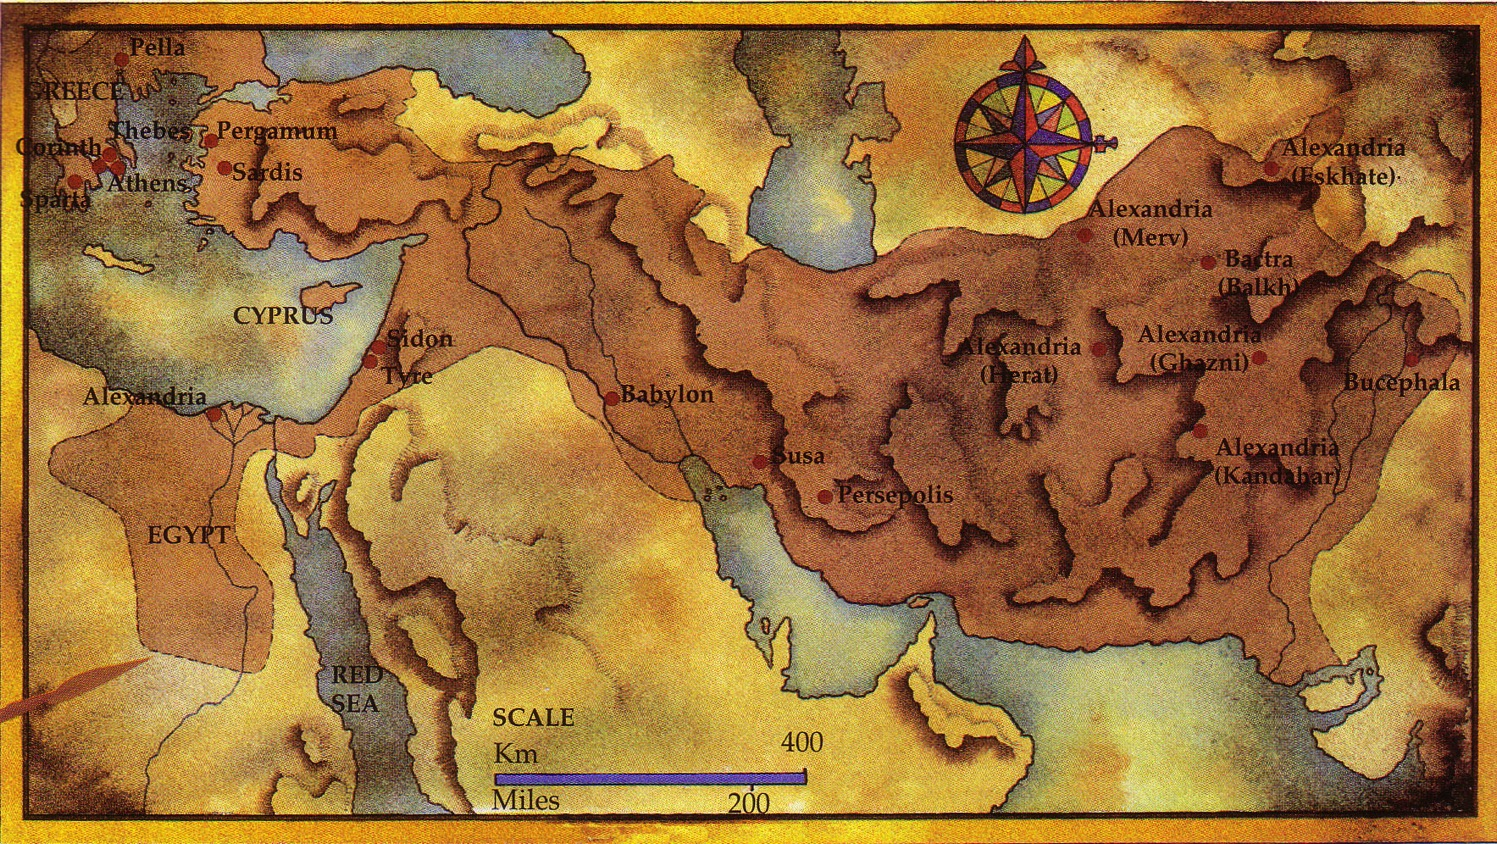 Pella
GREECE
Thebes
Corinth
Athens
Sparta
Pergamum
Sardis
CYPRUS
Sidon
Tyre
Alexandria
EGYPT
RED
SEA
Babylon
Susa
Persepolis
Alexandria
(Eskhate)
Alexandria
(Merv)
Bactra
(Balkh)
Alexandria
(Herat)
Alexandria
(Ghazni)
Bucephala
Alexandria
(Kandahar)
SCALE
Km
400
Miles
200